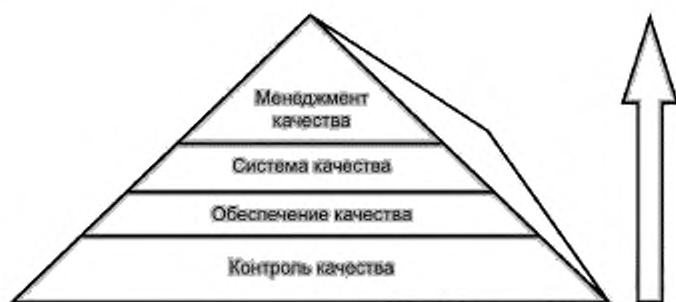 Менеджмент
качества
Система качества
Обеспечение качества
Контроль качества